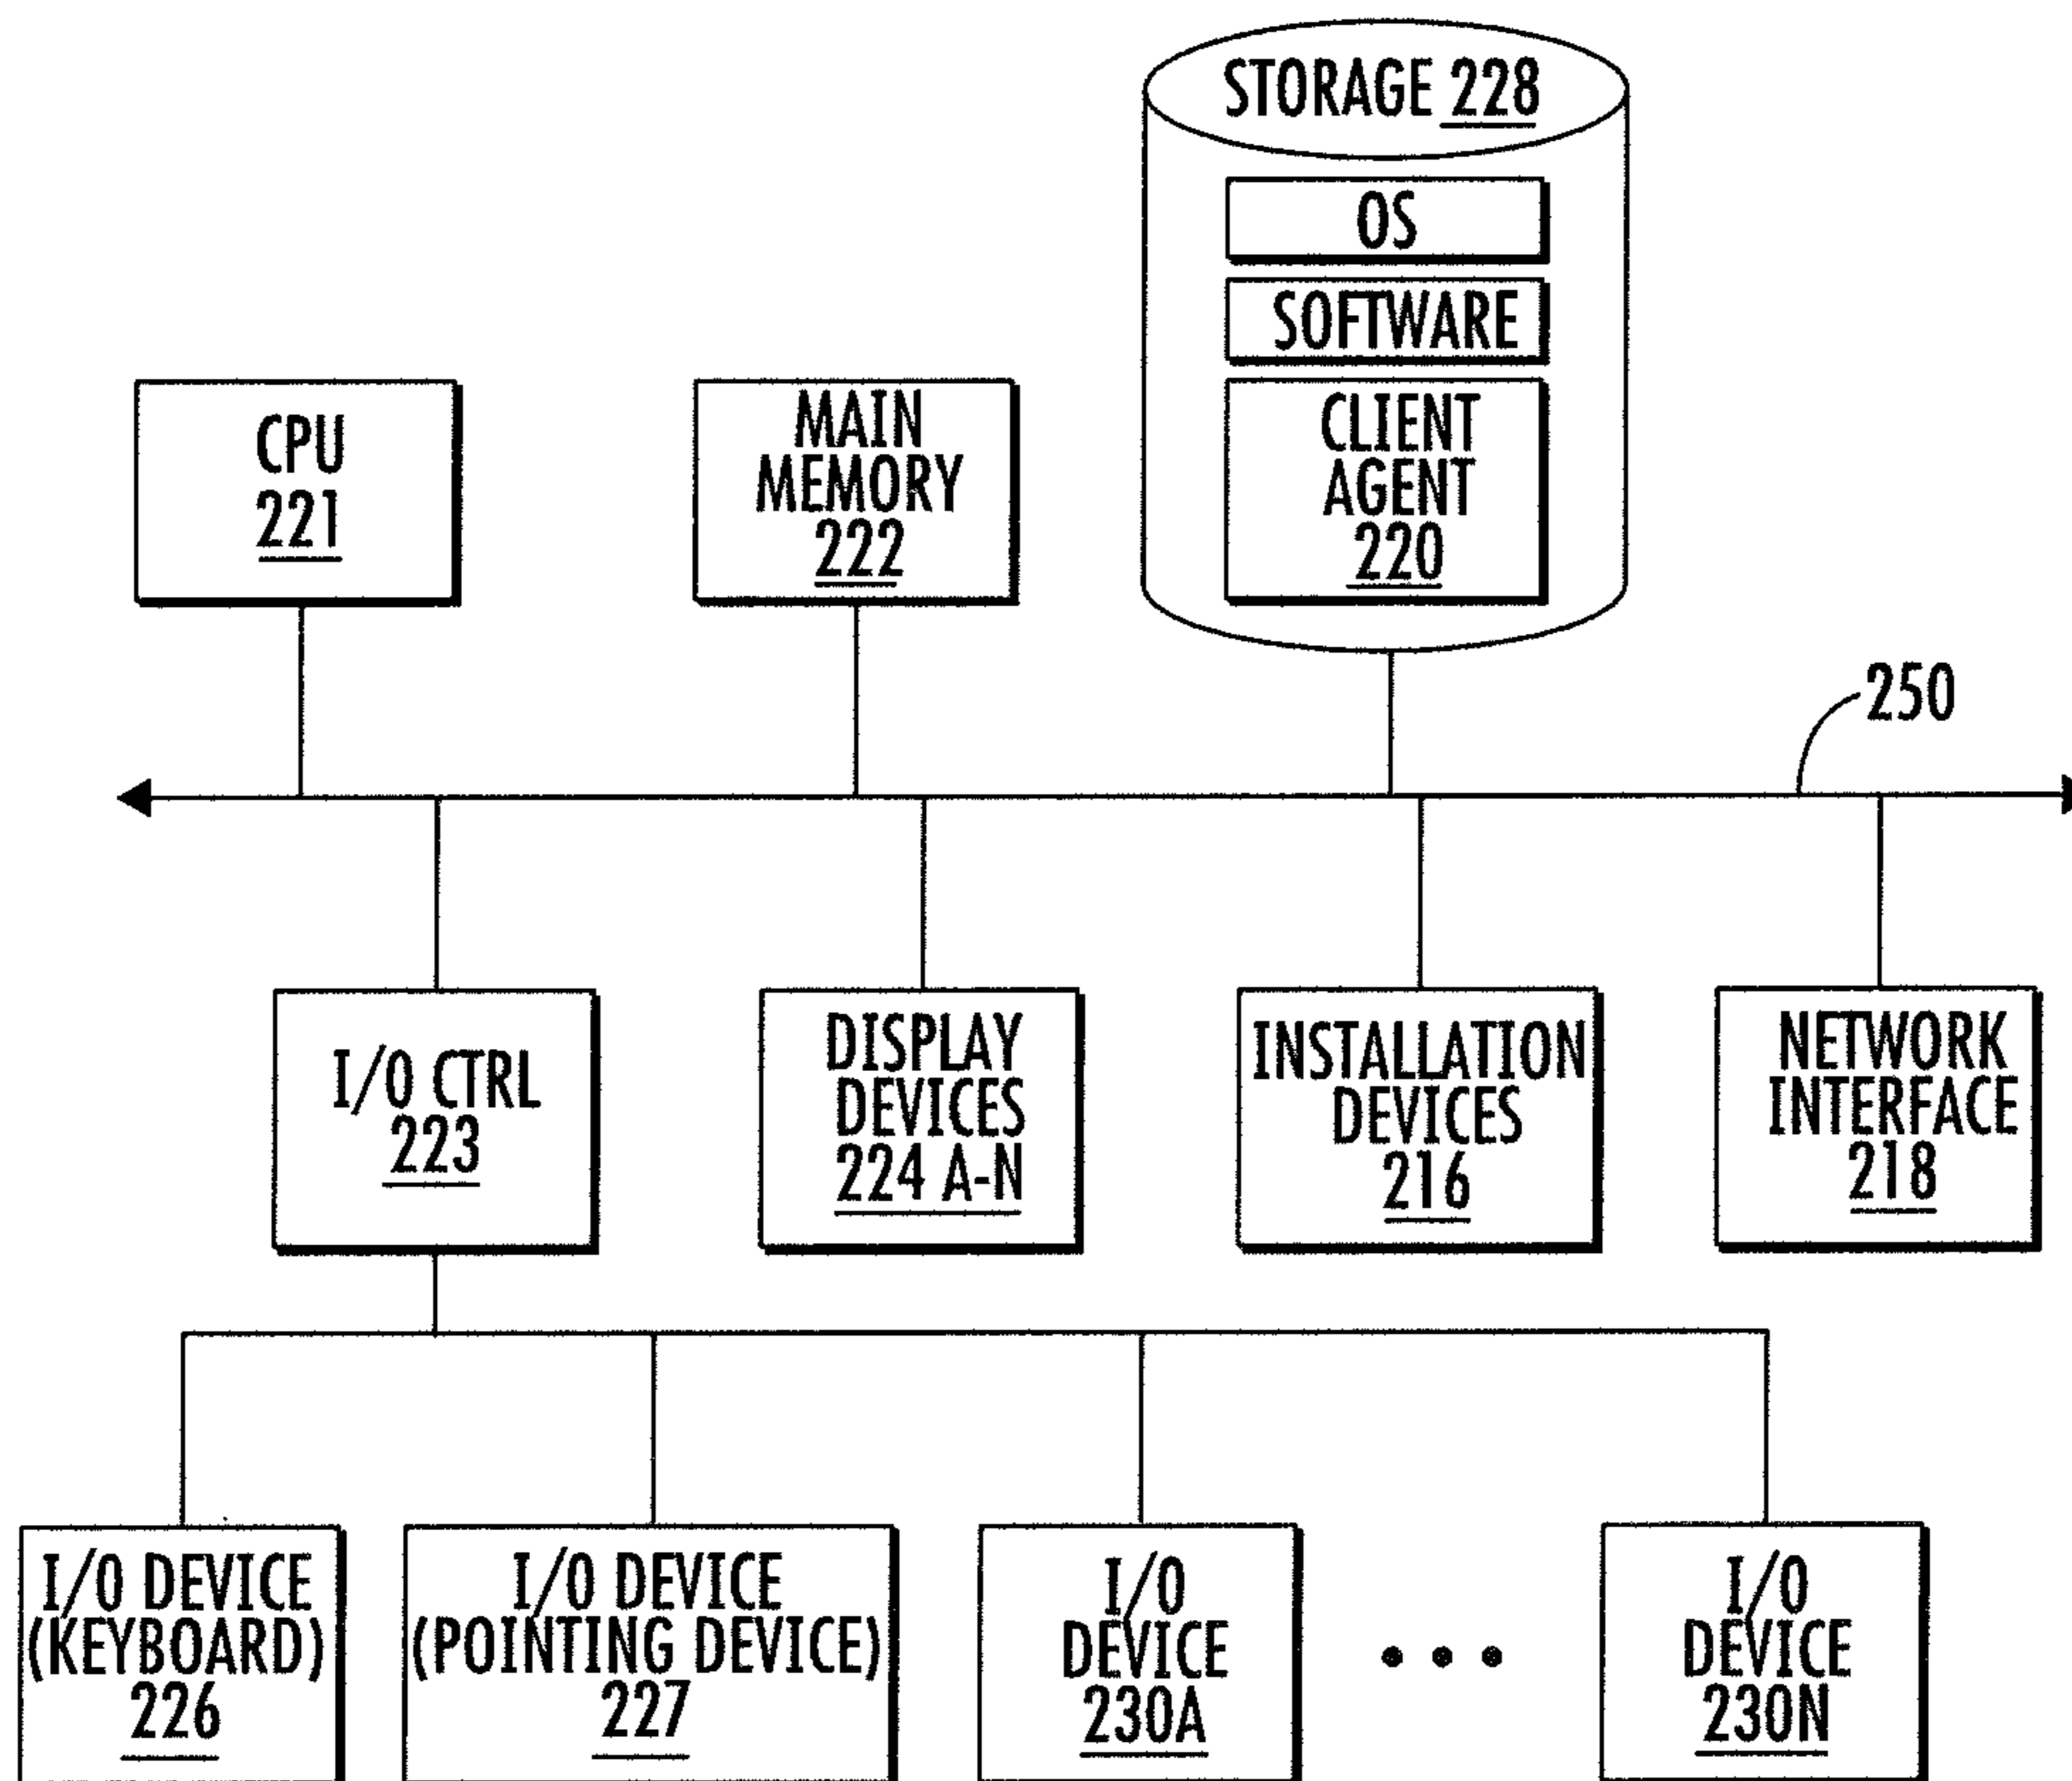 STORAGE 228
OS
SOFTWARE
CLIENT
AGENT
220
CPU
221
MAIN
MEMORY
222
250
I/O CTRL
223
DISPLAY
DEVICES
224 A-N
INSTALLATION
DEVICES
216
NETWORK
INTERFACE
218
I/O DEVICE
(KEYBOARD)
226
I/O DEVICE
(POINTING DEVICE)
227
I/O
DEVICE
230A
• • •
I/O
DEVICE
230N